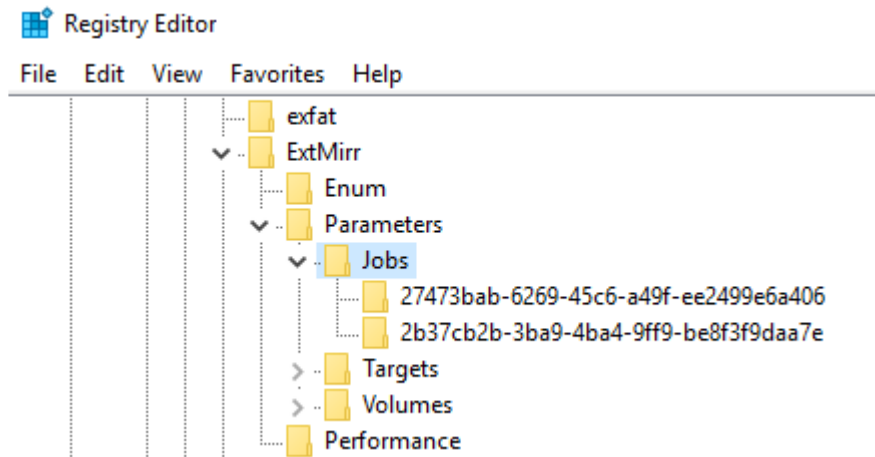 Registry Editor
File Edit View Favorites Help
exfat
ExtMirr
Enum
Parameters
Jobs
27473bab-6269-45c6-a49f-ee2499e6a406
2b37cb2b-3ba9-4ba4-9ff9-be8f3f9daa7e
Targets
Volumes
Performance